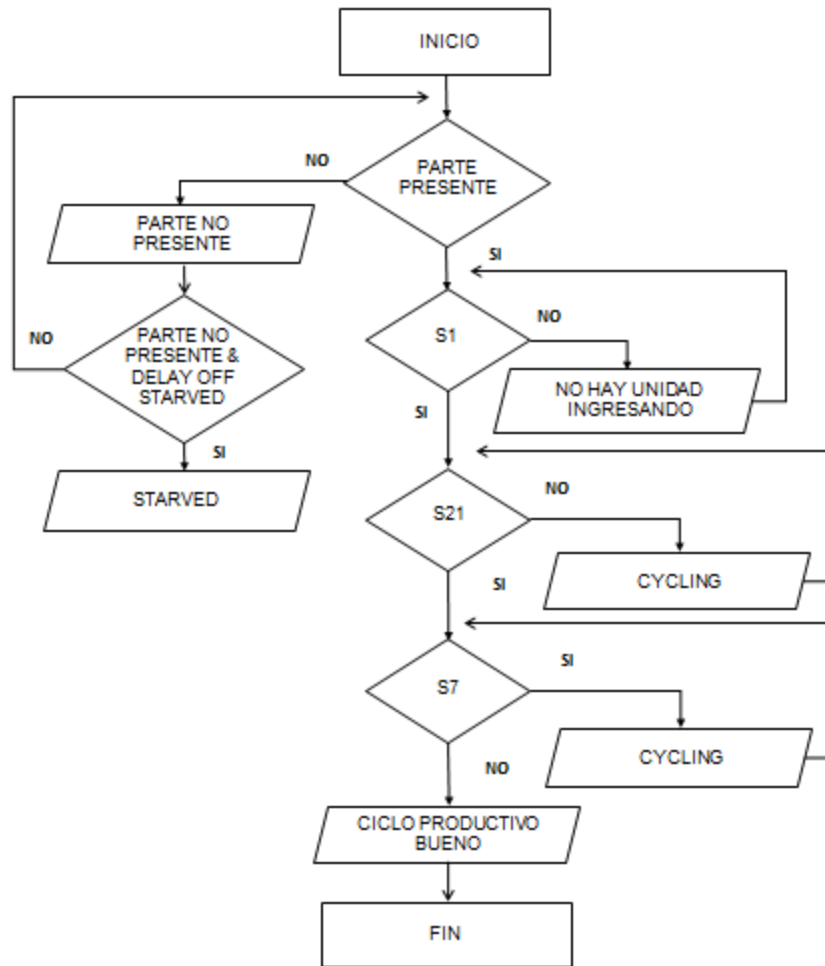 INICIO
NO
PARTE
PRESENTE
PARTE NO
PRESENTE
SI
NO
PARTE NO
PRESENTE &
DELAY OFF
STARVED
S1
NO
NO HAY UNIDAD
INGRESANDO
SI
SI
STARVED
S21
NO
CYCLING
SI
S7
SI
CYCLING
NO
CICLO PRODUCTIVO
BUENO
FIN